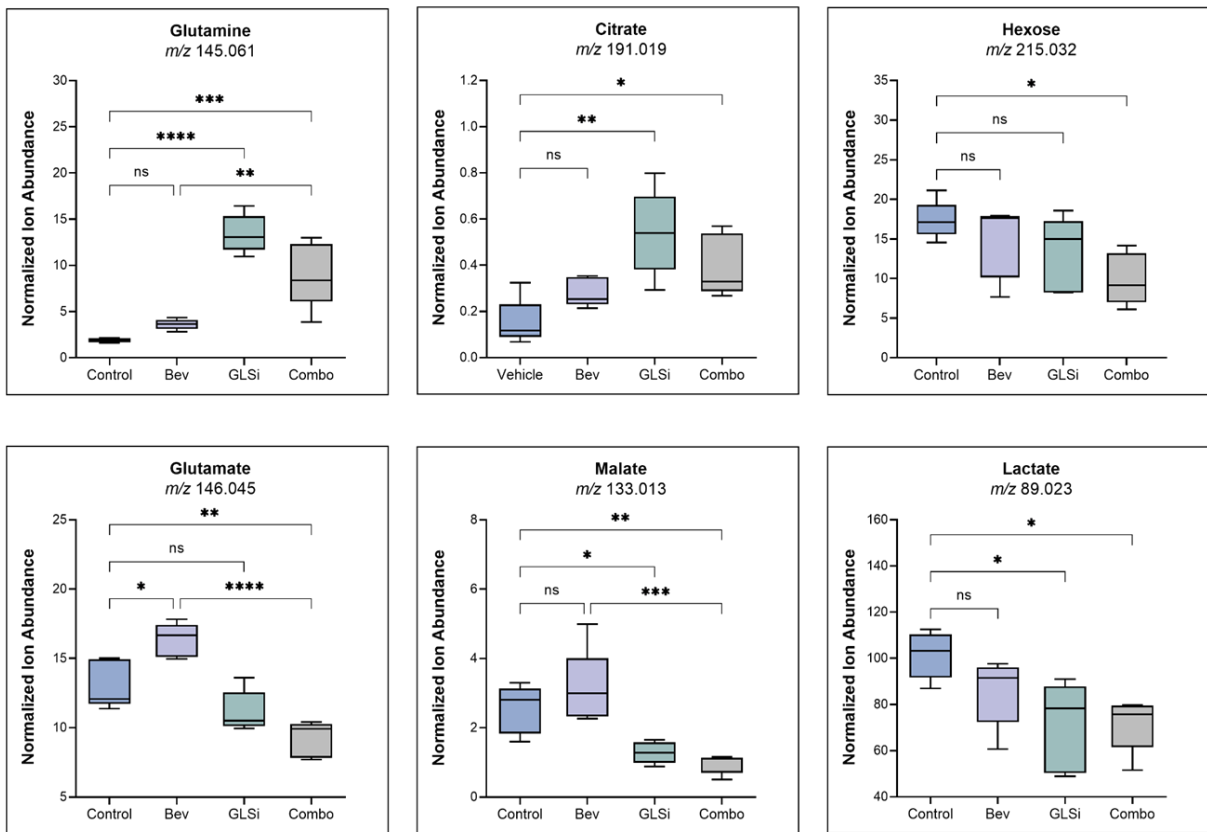 Glutamine
m/z 145.061
Normalized Ion Abundance
30
25
20
15
10
5
0
***
****
ns
**
Control Bev GLSi Combo
Citrate
m/z 191.019
Normalized Ion Abundance
1.2
1.0
0.8
0.6
0.4
0.2
0.0
*
**
ns
Vehicle Bev GLSi Combo
Hexose
m/z 215.032
Normalized Ion Abundance
35
30
25
20
15
10
5
0
*
ns
ns
Control Bev GLSi Combo
Glutamate
m/z 146.045
Normalized Ion Abundance
25
20
15
10
5
**
ns
*
****
Control Bev GLSi Combo
Malate
m/z 133.013
Normalized Ion Abundance
8
6
4
2
0
**
*
ns
***
Control Bev GLSi Combo
Lactate
m/z 89.023
Normalized Ion Abundance
160
140
120
100
80
60
40
*
*
ns
Control Bev GLSi Combo